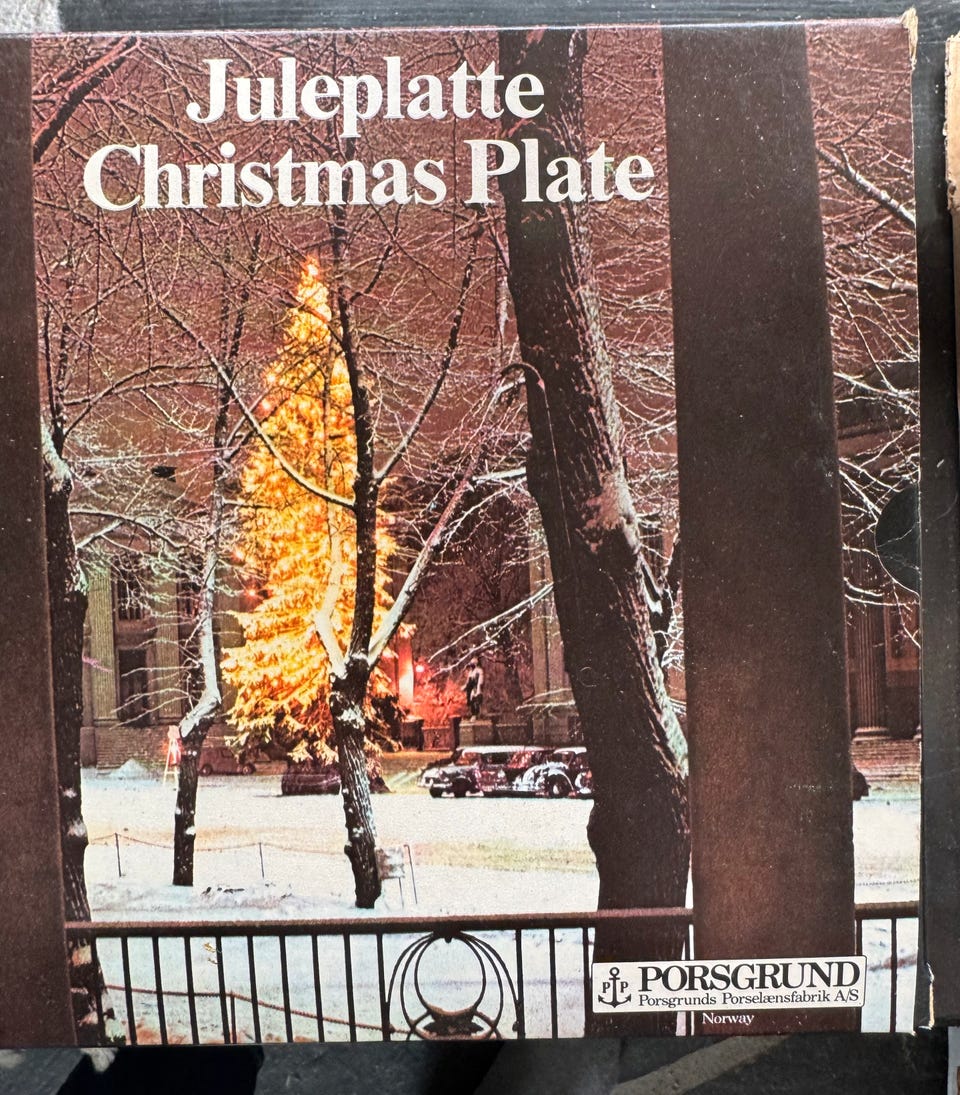 Juleplatte
Christmas Plate
P P PORSGRUND
Porsgrunds Porselænsfabrik A/S
Norway